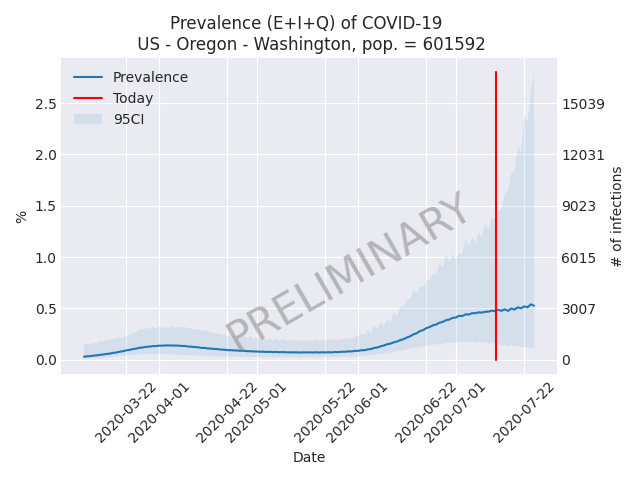 Prevalence (E+I+Q) of COVID-19
US - Oregon - Washington, pop. = 601592
Prevalence
Today
95CI
PRELIMINARY
2.5
2.0
1.5
1.0
0.5
0.0
%
15039
12031
9023
6015
3007
0
# of infections
2020-03-22
2020-04-01
2020-04-22
2020-05-01
2020-05-22
2020-06-01
2020-06-22
2020-07-01
2020-07-22
Date